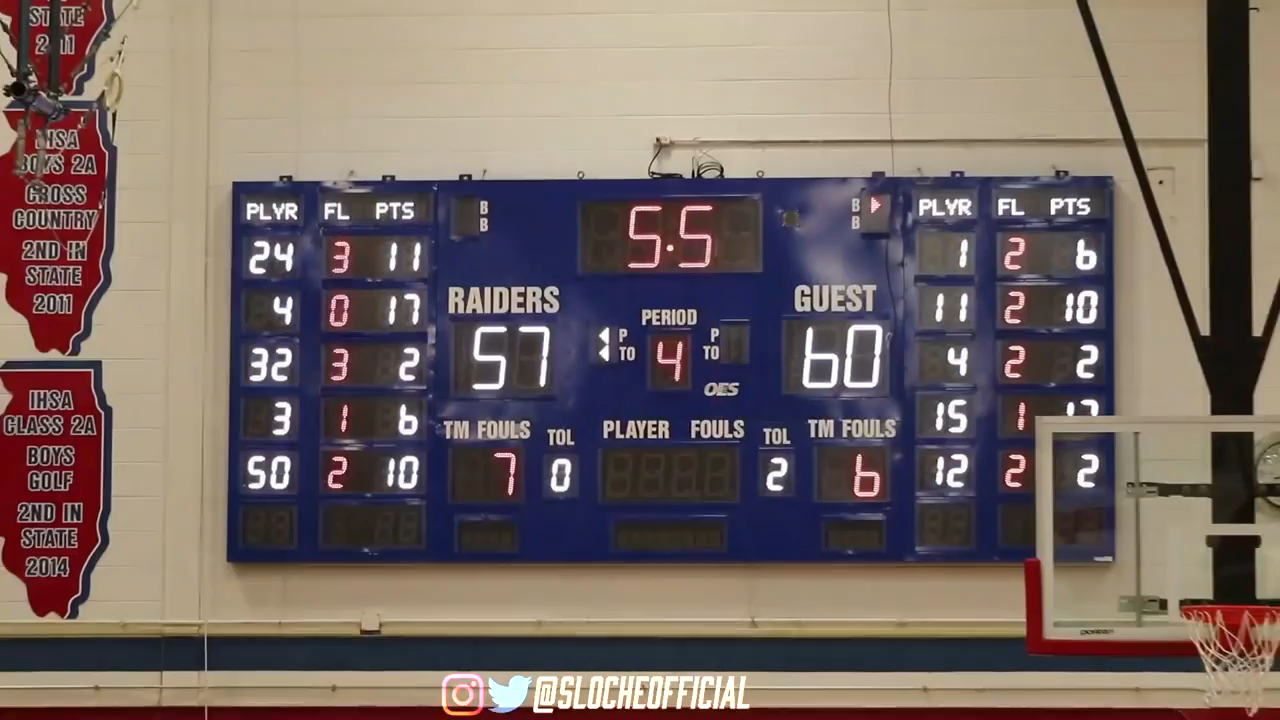 STATE
2011
IHSA
BOYS 2A
CROSS
COUNTRY
2ND IN
STATE
2011
IHSA
CLASS 2A
BOYS
GOLF
2ND IN
STATE
2014
PLYR FL PTS
24 3 11
4 0 17
32 3 2
3 1 6
50 2 10
B
B
5.5
B
B
RAIDERS
57
PERIOD
P
TO
4
P
TO
OES
GUEST
60
TM FOULS
7
TOL
0
PLAYER FOULS
TOL
2
TM FOULS
6
PLYR FL PTS
1 2 6
11 2 10
4 2 2
15 1 17
12 2 2
@SLOCHEOFFICIAL